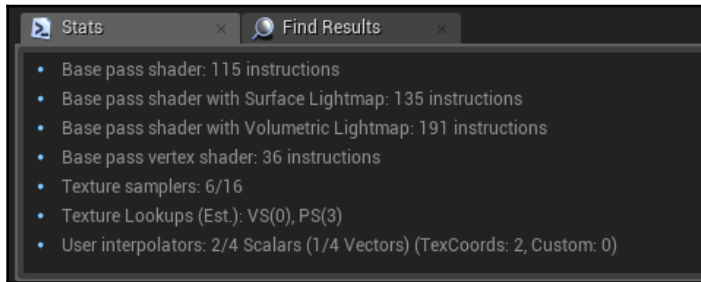 Stats
Find Results
Base pass shader: 115 instructions
Base pass shader with Surface Lightmap: 135 instructions
Base pass shader with Volumetric Lightmap: 191 instructions
Base pass vertex shader: 36 instructions
Texture samplers: 6/16
Texture Lookups (Est.): VS(0), PS(3)
User interpolators: 2/4 Scalars (1/4 Vectors) (TexCoords: 2, Custom: 0)